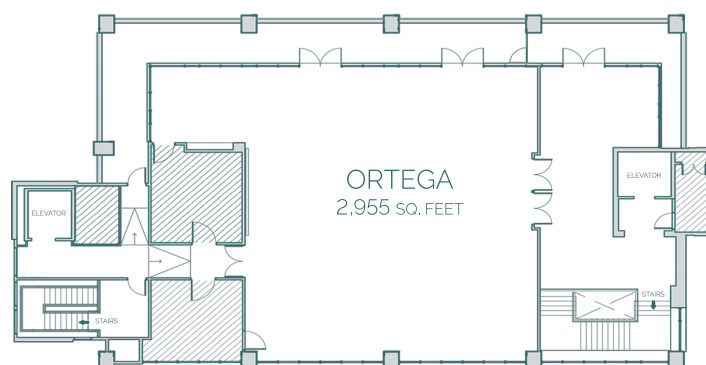 ORTEGA
2,955 SQ. FEET
ELEVATOR
ELEVATOR
STAIRS
STAIRS